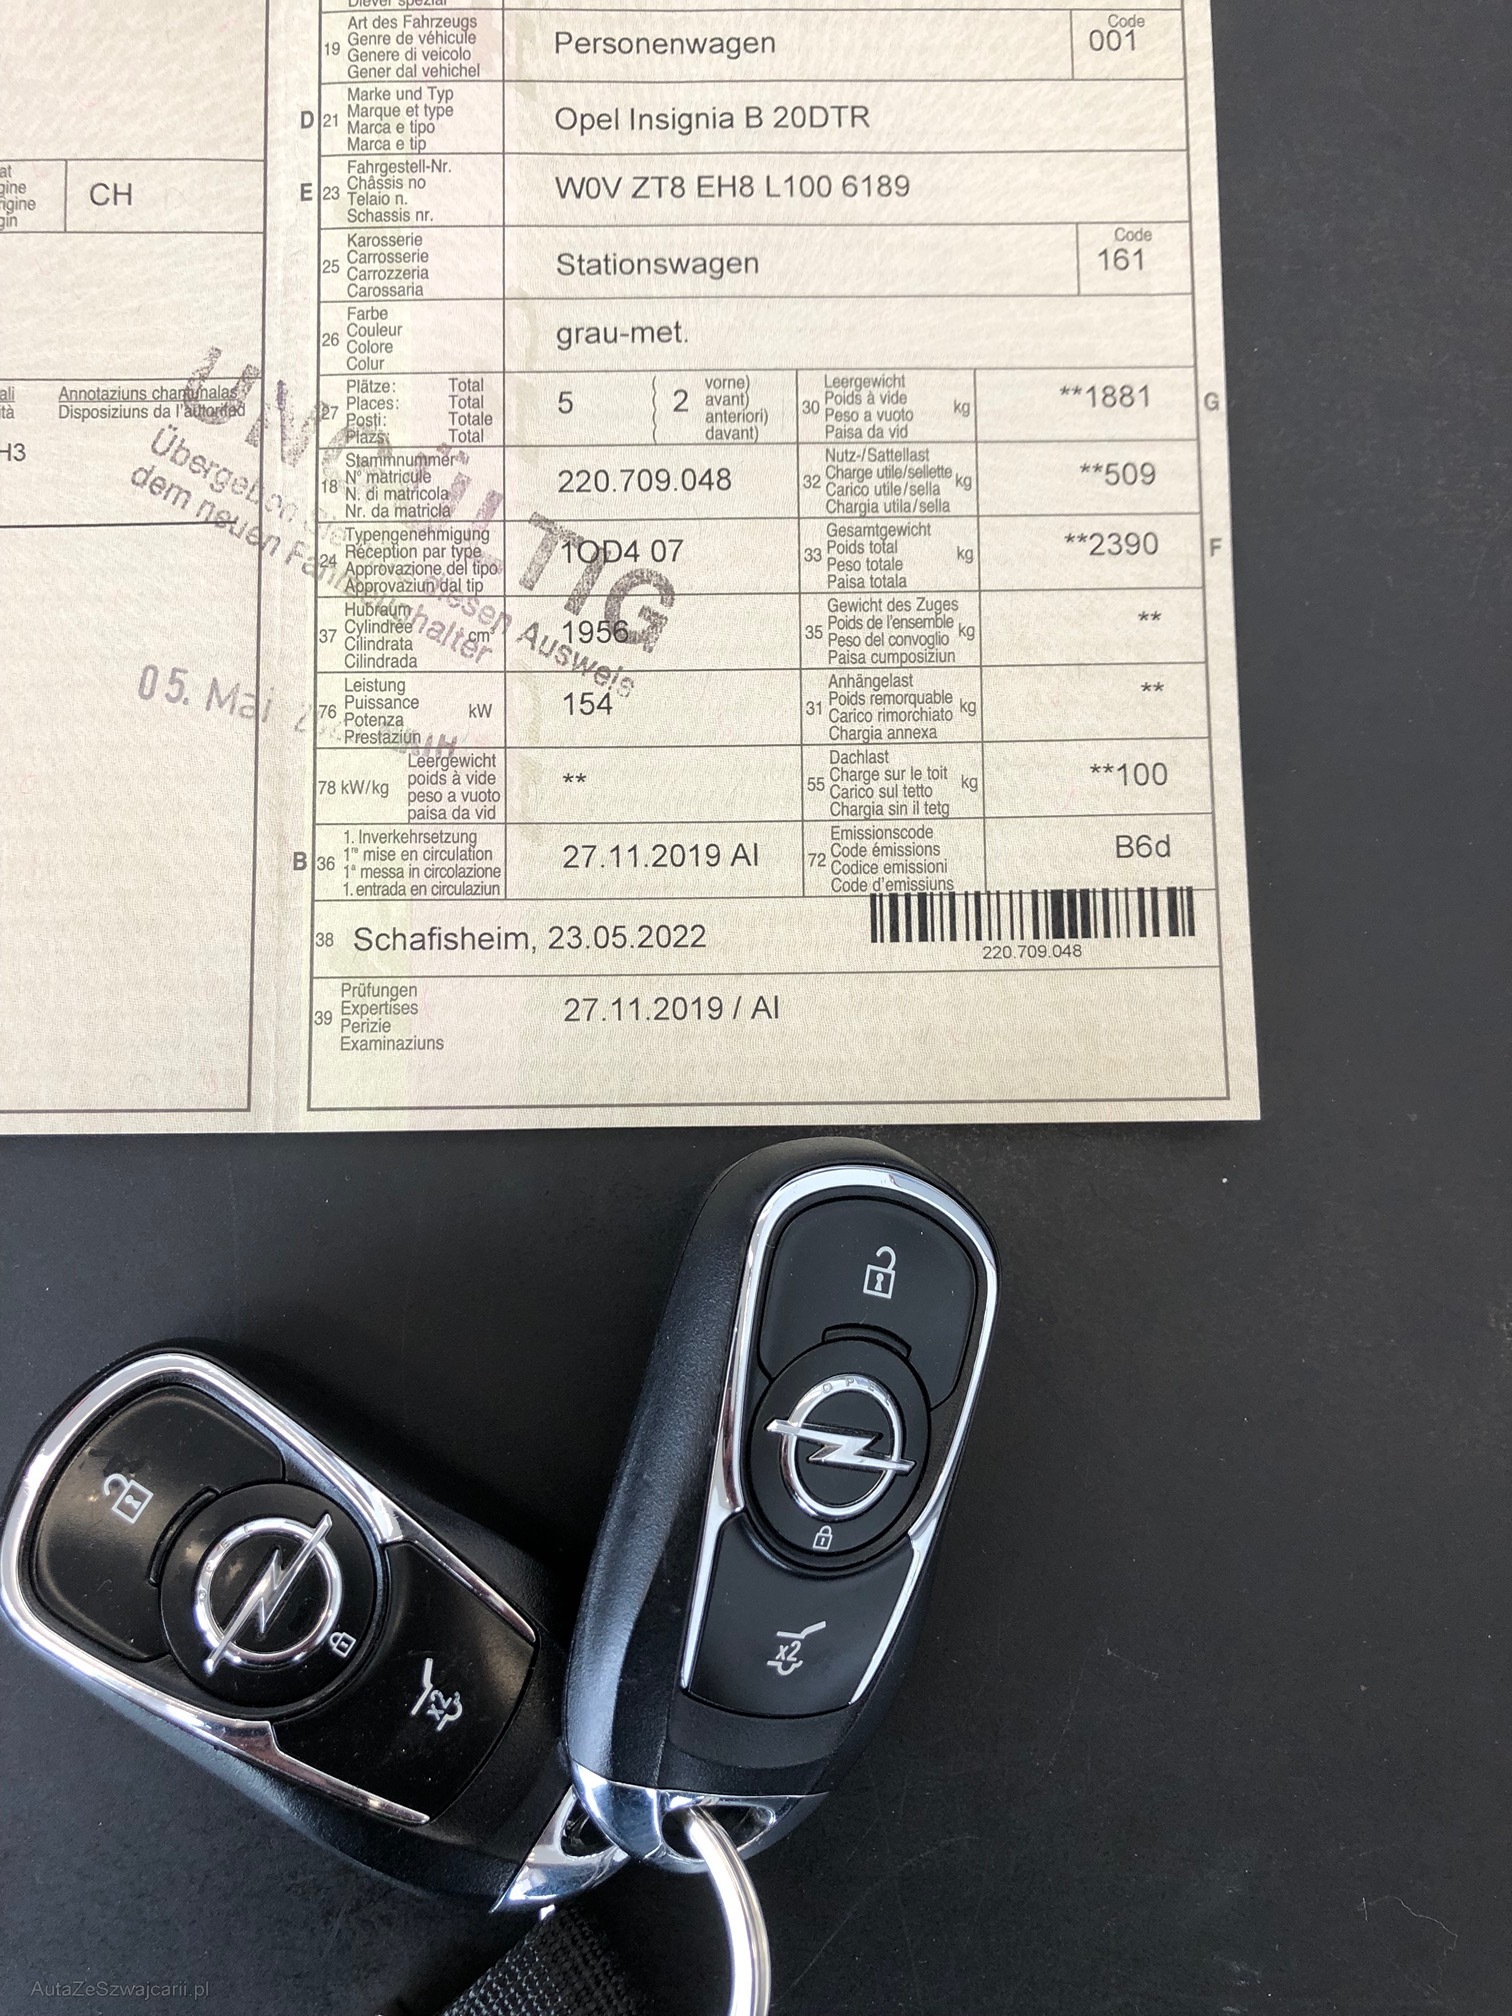 Diever spezial
19 Art des Fahrzeugs
Genre de véhicule
Genere di veicolo
Gener dal vehichel
Personenwagen
Code
001
D 21 Marke und Typ
Marque et type
Marca e tipo
Marca e tip
Opel Insignia B 20DTR
E 23 Fahrgestell-Nr.
Châssis no
Telaio n.
Schassis nr.
W0V ZT8 EH8 L100 6189
CH
25 Karosserie
Carrosserie
Carrozzeria
Carossaria
Stationswagen
Code
161
26 Farbe
Couleur
Colore
Colur
grau-met.
Annotaziuns chantunalas
Disposiziuns da l'autoritad
H3
27 Plätze: Total
Places: Total
Posti: Totale
Plazs Total
5 ( 2 vorne)
avant)
anteriori)
davant)
30 Leergewicht
Poids à vide
Peso a vuoto
Paisa da vid
kg
**1881
G
18 Stammnummer
N° matricule
N. di matricola
Nr. da matricla
220.709.048
32 Nutz-/Sattellast
Charge utile/sellette
Carico utile/sella
Chargia utila/sella
kg
**509
24 Typengenehmigung
Réception par type
Approvazione del tipo
Approvaziun dal tip
1OD4 07
33 Gesamtgewicht
Poids total
Peso totale
Paisa totala
kg
**2390
F
37 Hubraum
Cylindrée
Cilindrata
Cilindrada
cm³
1956
35 Gewicht des Zuges
Poids de l'ensemble
Peso del convoglio
Paisa cumposiziun
kg
**
76 Leistung
Puissance
Potenza
Prestaziun
kW
154
31 Anhängelast
Poids remorquable
Carico rimorchiato
Chargia annexa
kg
**
78 kW/kg
Leergewicht
poids à vide
peso a vuoto
paisa da vid
**
55 Dachlast
Charge sur le toit
Carico sul tetto
Chargia sin il tetg
kg
**100
B 36 1. Inverkehrsetzung
1re mise en circulation
1a messa in circolazione
1. entrada en circulaziun
27.11.2019 AI
72 Emissionscode
Code émissions
Codice emissioni
Code d'emissiuns
B6d
38 Schafisheim, 23.05.2022
220.709.048
39 Prüfungen
Expertises
Perizie
Examinaziuns
27.11.2019 / AI
UNGÜLTIG
Übergeben Sie diesen Ausweis
dem neuen Fahrzeughalter
05. Mai
OPEL
x2
OPEL
x2
AutaZeSzwajcarii.pl